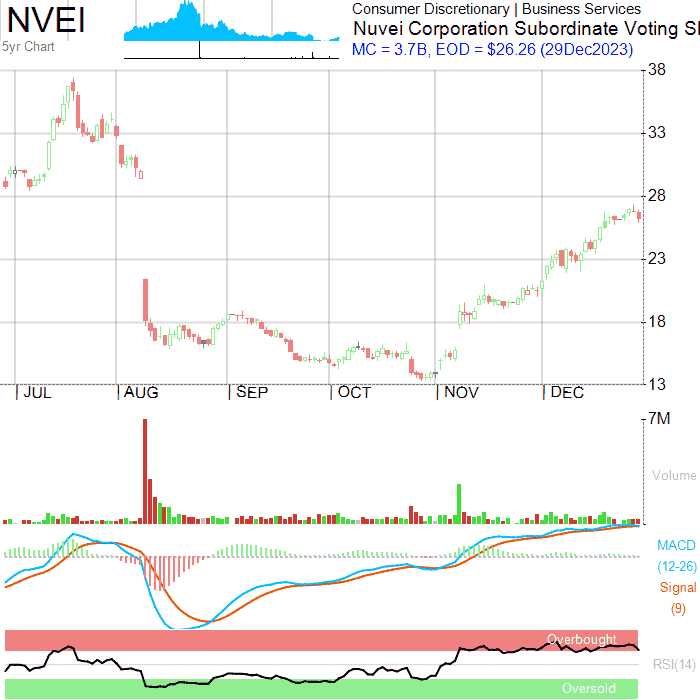 NVEI
5yr Chart
Consumer Discretionary | Business Services
Nuvei Corporation Subordinate Voting S
MC = 3.7B, EOD = $26.26 (29Dec2023)
38
33
28
23
18
13
JUL
AUG
SEP
OCT
NOV
DEC
7M
Volume
MACD
(12-26)
Signal
(9)
Overbought
RSI(14)
Oversold